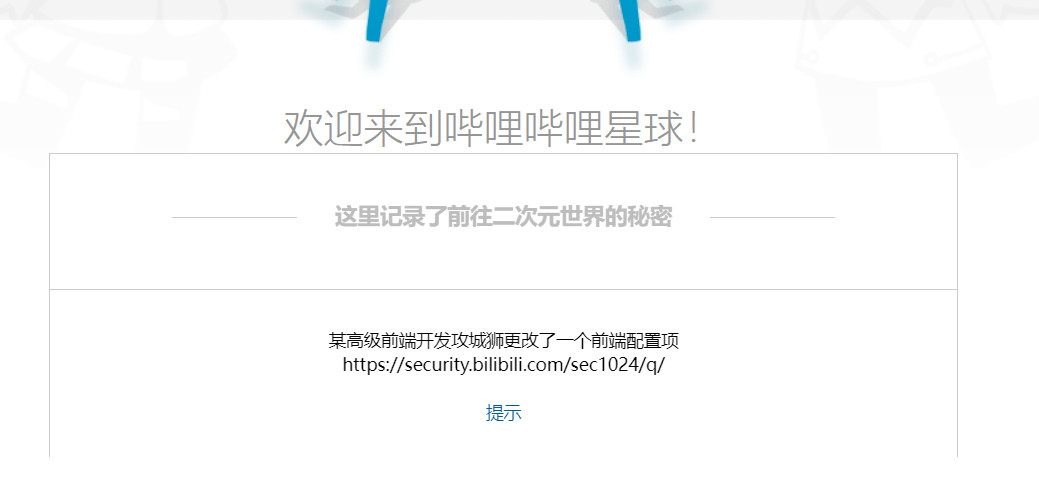 欢迎来到哔哩哔哩星球！
这里记录了前往二次元世界的秘密
某高级前端开发攻城狮更改了一个前端配置项
https://security.bilibili.com/sec1024/q/
提示